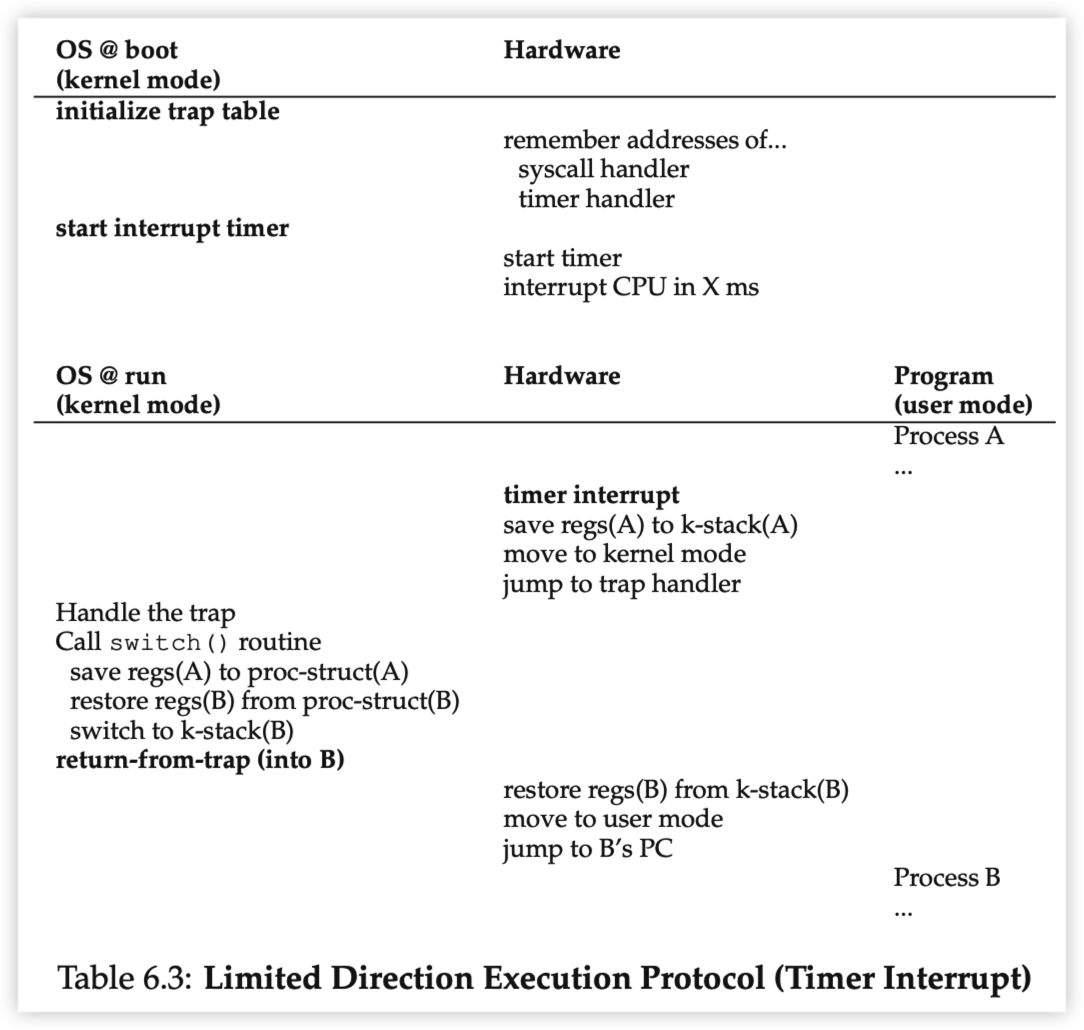 OS @ boot Hardware
(kernel mode)
initialize trap table
remember addresses of...
syscall handler
timer handler
start interrupt timer
start timer
interrupt CPU in X ms
OS @ run Hardware Program
(kernel mode) (user mode)
Process A
...
timer interrupt
save regs(A) to k-stack(A)
move to kernel mode
jump to trap handler
Handle the trap
Call switch() routine
save regs(A) to proc-struct(A)
restore regs(B) from proc-struct(B)
switch to k-stack(B)
return-from-trap (into B)
restore regs(B) from k-stack(B)
move to user mode
jump to B's PC
Process B
...
Table 6.3: Limited Direction Execution Protocol (Timer Interrupt)